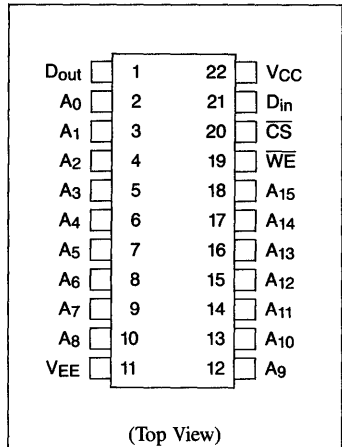 Dout 1 22 VCC
A0 2 21 Din
A1 3 20 CS
A2 4 19 WE
A3 5 18 A15
A4 6 17 A14
A5 7 16 A13
A6 8 15 A12
A7 9 14 A11
A8 10 13 A10
VEE 11 12 A9
(Top View)